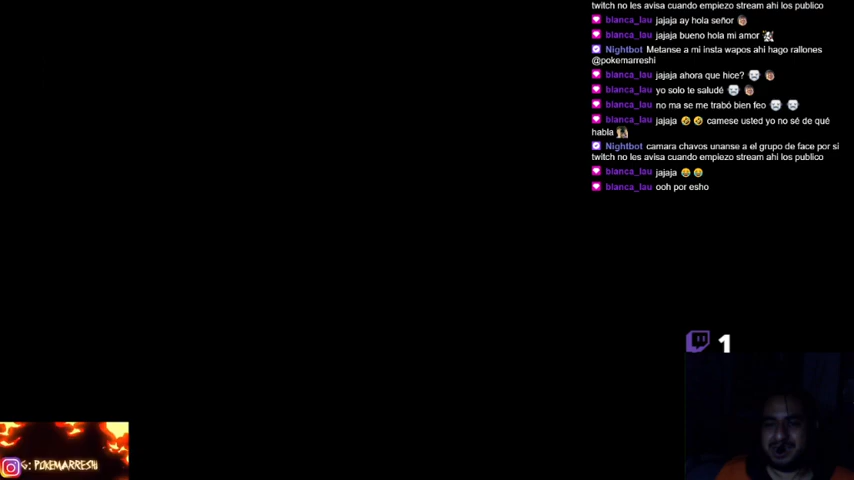 twitch no les avisa cuando empiezo stream ahi los publico
blanca_lau jajaja ay hola señor
blanca_lau jajaja bueno hola mi amor
Nightbot Metanse a mi insta wapos ahi hago rallones
@pokemarreshi
blanca_lau jajaja ahora que hice?
blanca_lau yo solo te saludé
blanca_lau no ma se me trabó bien feo
blanca_lau jajaja camese usted yo no sé de qué
habla
Nightbot camara chavos unanse a el grupo de face por si
twitch no les avisa cuando empiezo stream ahi los publico
blanca_lau jajaja
blanca_lau ooh por esho
1
G: POKEMARRESHI